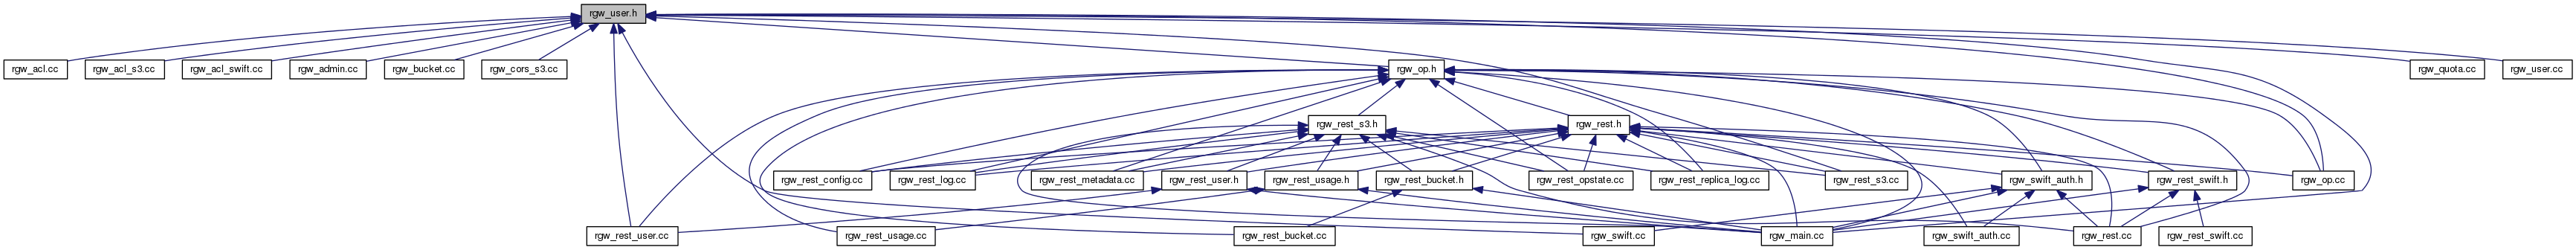 rgw_user.h
rgw_acl.cc
rgw_acl_s3.cc
rgw_acl_swift.cc
rgw_admin.cc
rgw_bucket.cc
rgw_cors_s3.cc
rgw_op.h
rgw_quota.cc
rgw_user.cc
rgw_rest_s3.h
rgw_rest.h
rgw_rest_config.cc
rgw_rest_log.cc
rgw_rest_metadata.cc
rgw_rest_user.h
rgw_rest_usage.h
rgw_rest_bucket.h
rgw_rest_opstate.cc
rgw_rest_replica_log.cc
rgw_rest_s3.cc
rgw_swift_auth.h
rgw_rest_swift.h
rgw_op.cc
rgw_rest_user.cc
rgw_rest_usage.cc
rgw_rest_bucket.cc
rgw_swift.cc
rgw_main.cc
rgw_swift_auth.cc
rgw_rest.cc
rgw_rest_swift.cc